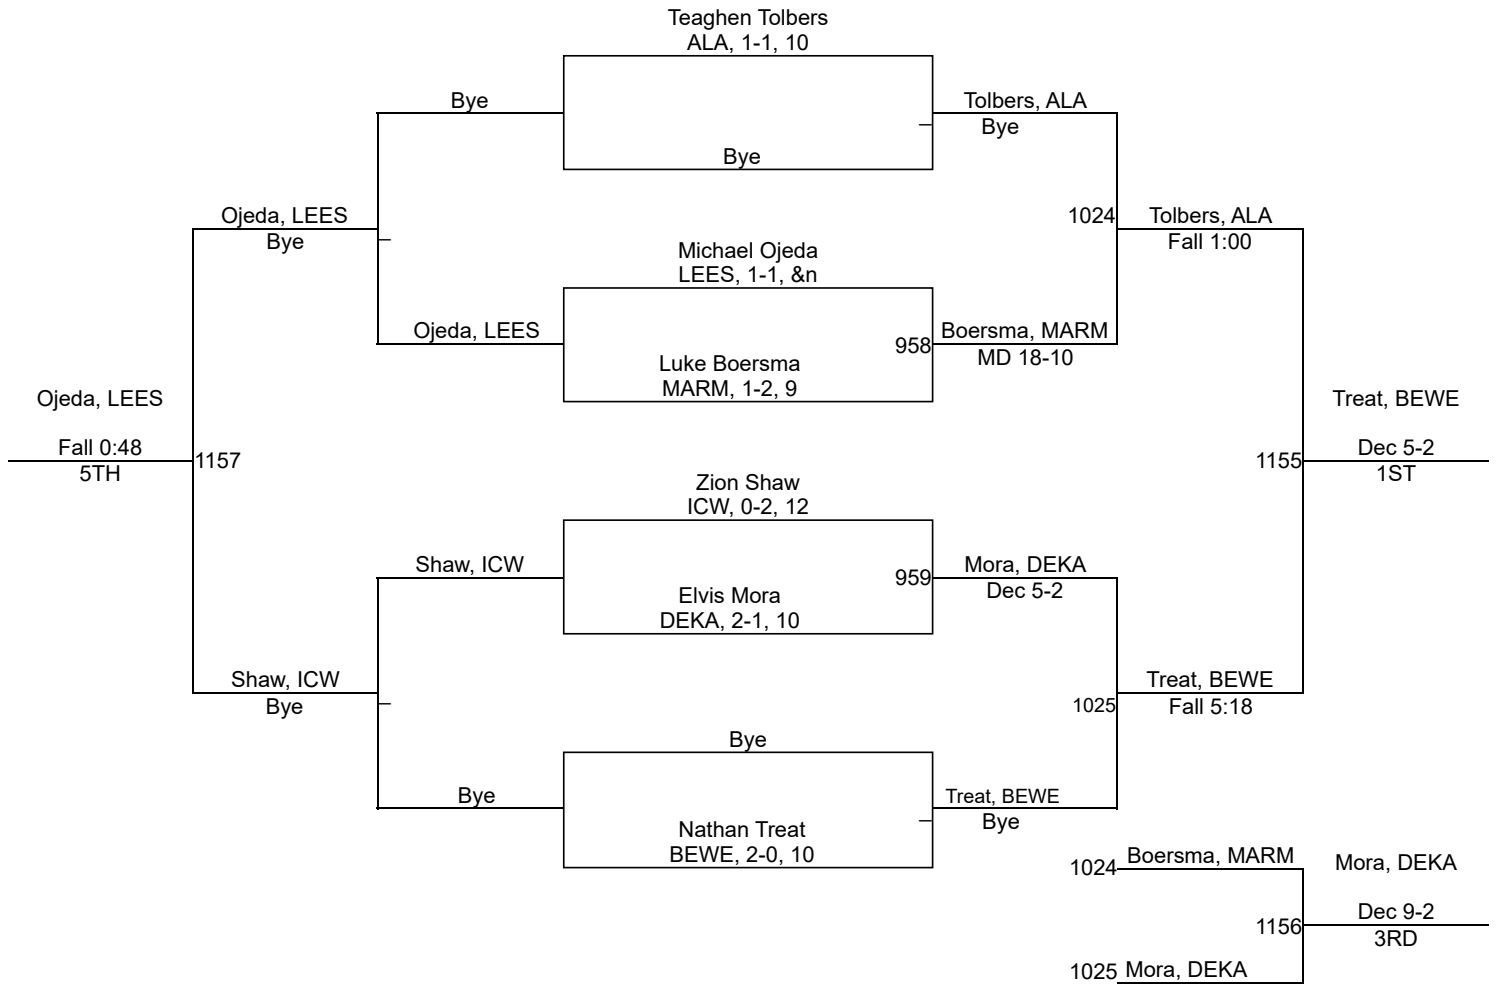 Teaghen Tolbers
ALA, 1-1, 10
Bye
Tolbers, ALA
Bye
Bye
Ojeda, LEES
Bye
1024
Tolbers, ALA
Fall 1:00
Michael Ojeda
LEES, 1-1, &n
Ojeda, LEES
958
Boersma, MARM
MD 18-10
Luke Boersma
MARM, 1-2, 9
Ojeda, LEES
Fall 0:48
5TH
1157
Treat, BEWE
1155
Dec 5-2
1ST
Zion Shaw
ICW, 0-2, 12
Shaw, ICW
959
Mora, DEKA
Dec 5-2
Elvis Mora
DEKA, 2-1, 10
Shaw, ICW
Bye
1025
Treat, BEWE
Fall 5:18
Bye
Bye
Treat, BEWE
Bye
Nathan Treat
BEWE, 2-0, 10
1024
Boersma, MARM
Mora, DEKA
1156
Dec 9-2
3RD
1025
Mora, DEKA